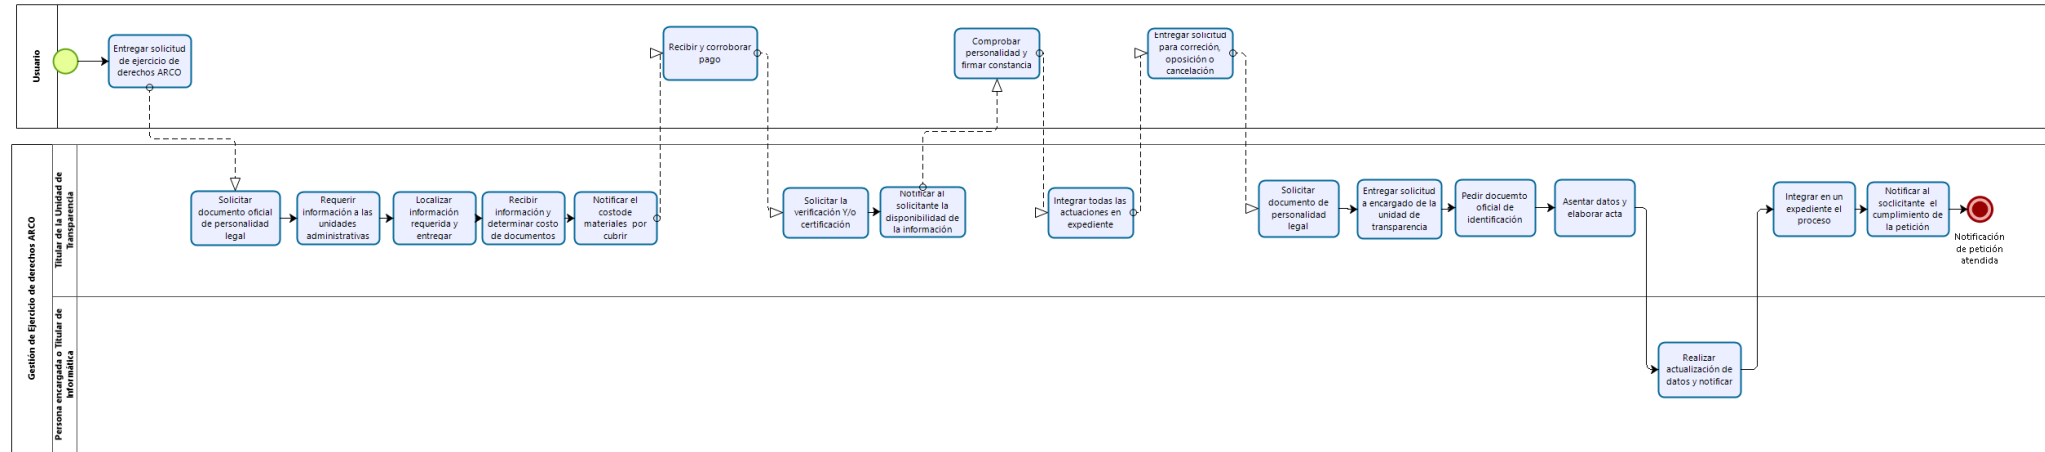 Usuario
Entregar solicitud
de ejercicio de
derechos ARCO
Recibir y corroborar
pago
Comprobar
personalidad y
firmar constancia
Entregar solicitud
para correción,
oposición o
cancelación
Gestión de Ejercicio de derechos ARCO
Titular de la Unidad de
Transparencia
Solicitar
documento oficial
de personalidad
legal
Requerir
información a las
unidades
administrativas
Localizar
información
requerida y
entregar
Recibir
información y
determinar costo
de documentos
Notificar el
costode
materiales por
cubrir
Solicitar la
verificación Y/o
certificación
Notificar al
solicitante la
disponibilidad de
la información
Integrar todas las
actuaciones en
expediente
Solicitar
documento de
personalidad
legal
Entregar solicitud
a encargado de la
unidad de
transparencia
Pedir docuemto
oficial de
identificación
Asentar datos y
elaborar acta
Integrar en un
expediente el
proceso
Notificar al
soclicitante el
cumplimiento de
la petición
Notificación
de petición
atendida
Persona encargada o Titular de
Informática
Realizar
actualización de
datos y notificar